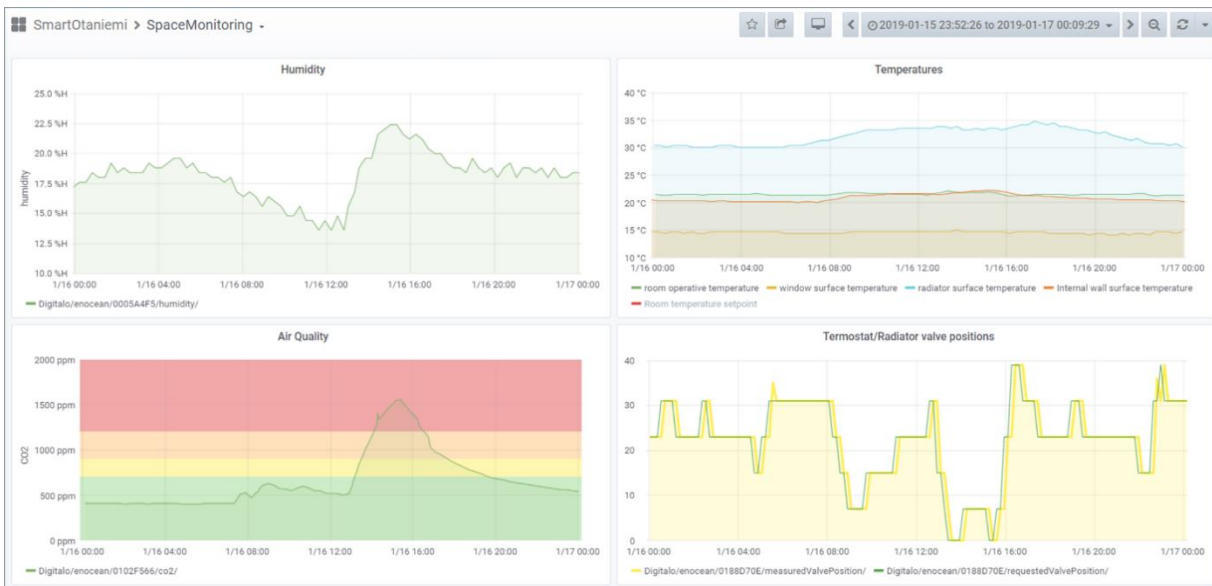 SmartOtaniemi > SpaceMonitoring
2019-01-15 23:52:26 to 2019-01-17 00:09:29
Humidity
25.0 %H
22.5 %H
20.0 %H
17.5 %H
15.0 %H
12.5 %H
10.0 %H
humidity
1/16 00:00 1/16 04:00 1/16 08:00 1/16 12:00 1/16 16:00 1/16 20:00 1/17 00:00
Digitalo/enocean/0005A4F5/humidity/
Temperatures
40 °C
35 °C
30 °C
25 °C
20 °C
15 °C
10 °C
1/16 00:00 1/16 04:00 1/16 08:00 1/16 12:00 1/16 16:00 1/16 20:00 1/17 00:00
room operative temperature window surface temperature radiator surface temperature Internal wall surface temperature
Room temperature setpoint
Air Quality
2000 ppm
1500 ppm
1000 ppm
500 ppm
0 ppm
CO2
1/16 00:00 1/16 04:00 1/16 08:00 1/16 12:00 1/16 16:00 1/16 20:00 1/17 00:00
Digitalo/enocean/0102F566/co2/
Termostat/Radiator valve positions
40
30
20
10
0
1/16 00:00 1/16 04:00 1/16 08:00 1/16 12:00 1/16 16:00 1/16 20:00 1/17 00:00
Digitalo/enocean/0188D70E/measuredValvePosition/ Digitalo/enocean/0188D70E/requestedValvePosition/